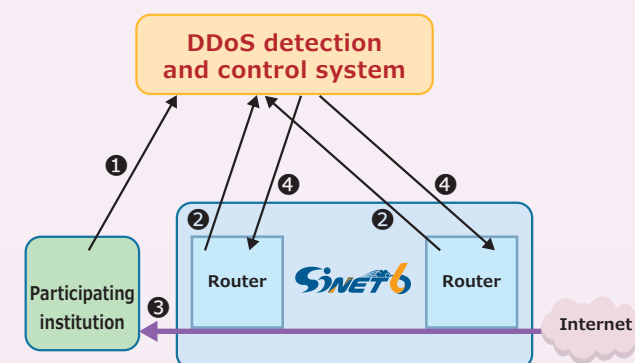 DDoS detection
and control system
❶
❹
❹
❷
❷
Router
SINET6
Router
Participating
institution
❸
Internet